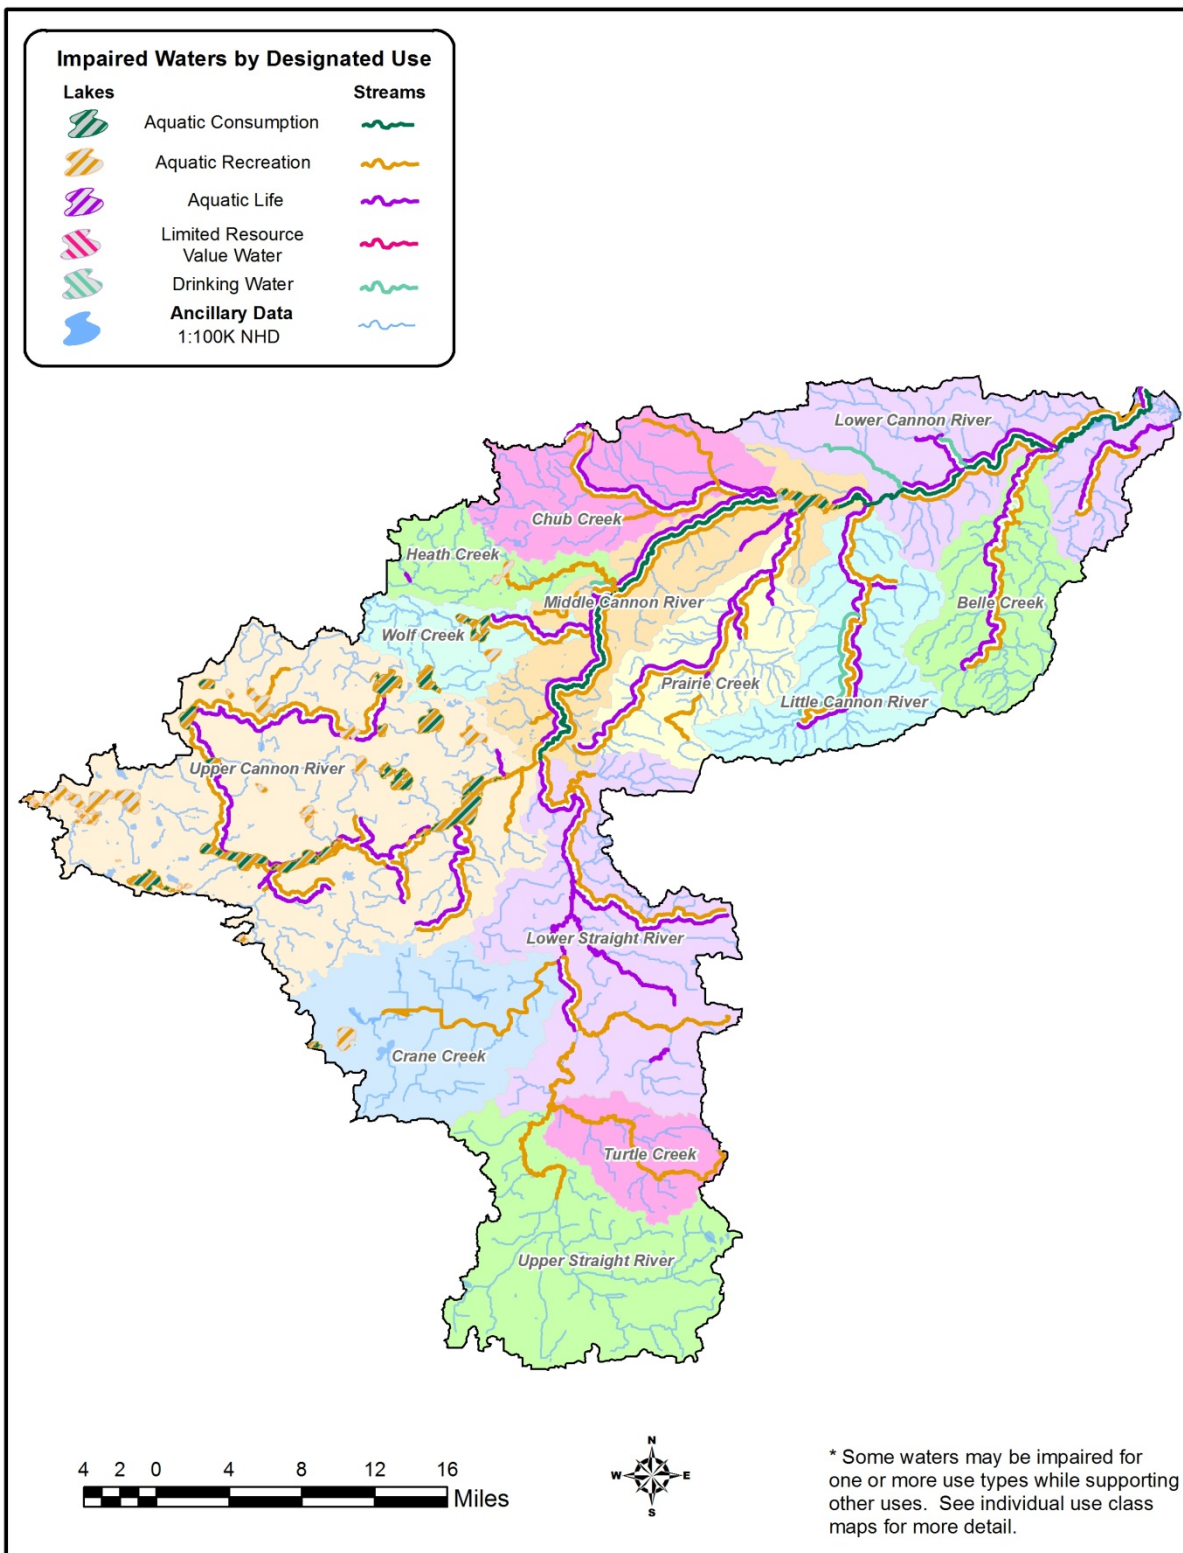 Impaired Waters by Designated Use
Lakes
Streams
Aquatic Consumption
Aquatic Recreation
Aquatic Life
Limited Resource
Value Water
Drinking Water
Ancillary Data
1:100K NHD
Lower Cannon River
Chub Creek
Heath Creek
Middle Cannon River
Belle Creek
Wolf Creek
Prairie Creek
Little Cannon River
Upper Cannon River
Lower Straight River
Crane Creek
Turtle Creek
Upper Straight River
4 2 0 4 8 12 16
Miles
N
W E
S
* Some waters may be impaired for
one or more use types while supporting
other uses. See individual use class
maps for more detail.